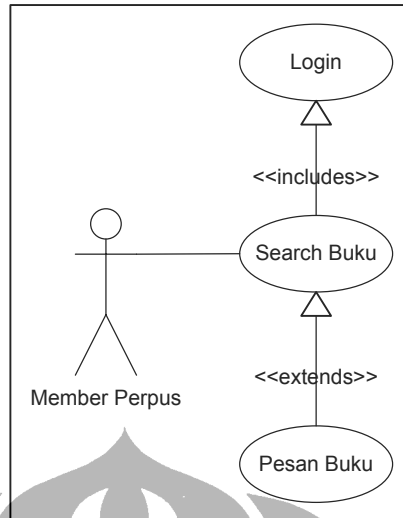 Login
<<includes>>
Search Buku
Member Perpus
<<extends>>
Pesan Buku